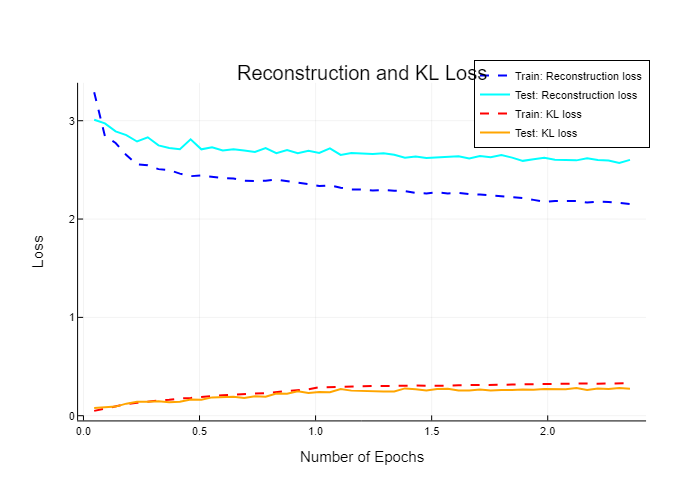 Reconstruction and KL Loss
Train: Reconstruction loss
Test: Reconstruction loss
Train: KL loss
Test: KL loss
3
2
1
0
Loss
0.0
0.5
1.0
1.5
2.0
Number of Epochs